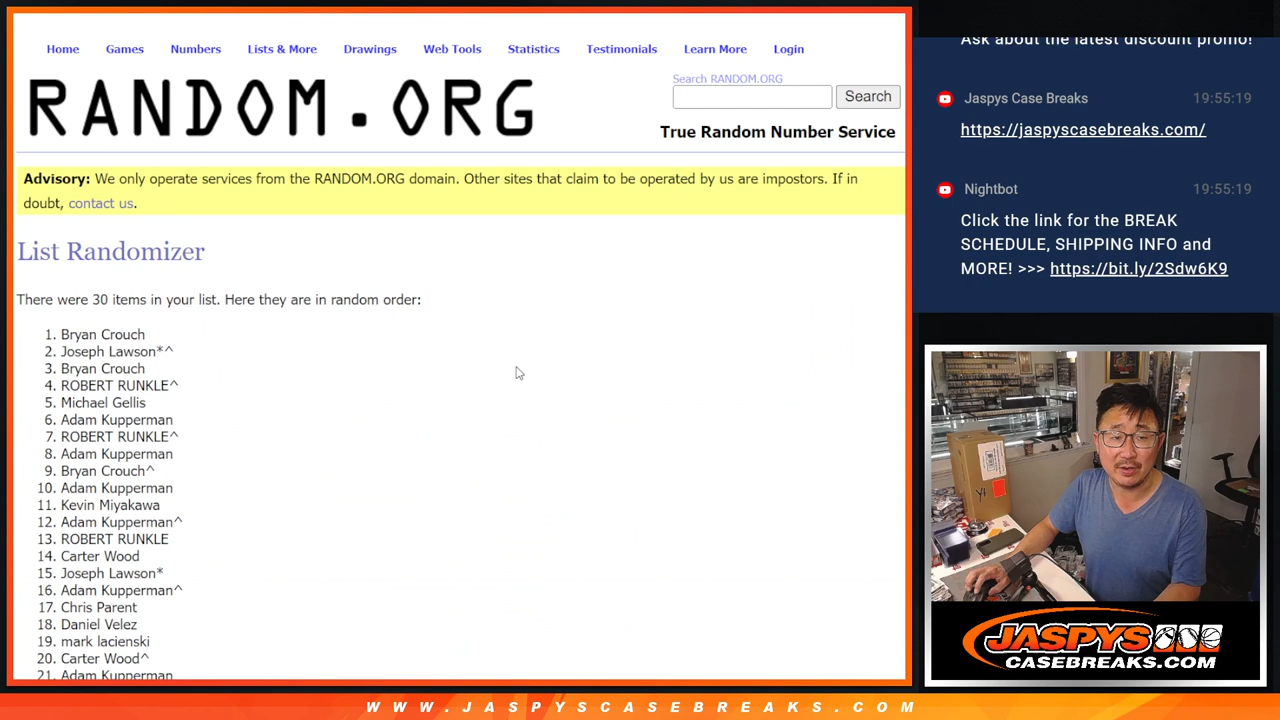 Home Games Numbers Lists & More Drawings Web Tools Statistics Testimonials Learn More Login
RANDOM.ORG
Search RANDOM.ORG
Search
True Random Number Service
Advisory: We only operate services from the RANDOM.ORG domain. Other sites that claim to be operated by us are impostors. If in
doubt, contact us.
List Randomizer
There were 30 items in your list. Here they are in random order:
1. Bryan Crouch
2. Joseph Lawson*^
3. Bryan Crouch
4. ROBERT RUNKLE^
5. Michael Gellis
6. Adam Kupperman
7. ROBERT RUNKLE^
8. Adam Kupperman
9. Bryan Crouch^
10. Adam Kupperman
11. Kevin Miyakawa
12. Adam Kupperman^
13. ROBERT RUNKLE
14. Carter Wood
15. Joseph Lawson*
16. Adam Kupperman^
17. Chris Parent
18. Daniel Velez
19. mark lacienski
20. Carter Wood^
21. Adam Kupperman
Ask about the latest discount promo!
Jaspys Case Breaks 19:55:19
https://jaspyscasebreaks.com/
Nightbot 19:55:19
Click the link for the BREAK
SCHEDULE, SHIPPING INFO and
MORE! >>> https://bit.ly/2Sdw6K9
JASPYS
CASEBREAKS.COM
WWW.JASPYSCASEBREAKS.COM